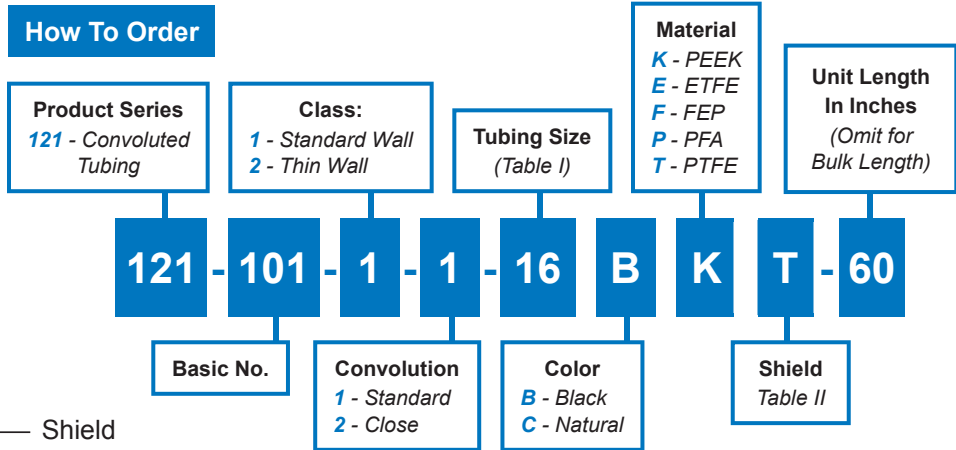 How To Order
Product Series
121 - Convoluted
Tubing
Class:
1 - Standard Wall
2 - Thin Wall
Tubing Size
(Table I)
Material
K - PEEK
E - ETFE
F - FEP
P - PFA
T - PTFE
Unit Length
In Inches
(Omit for
Bulk Length)
121 - 101 - 1 - 1 - 16 B K T - 60
Basic No.
Convolution
1 - Standard
2 - Close
Color
B - Black
C - Natural
Shield
Table II
Shield